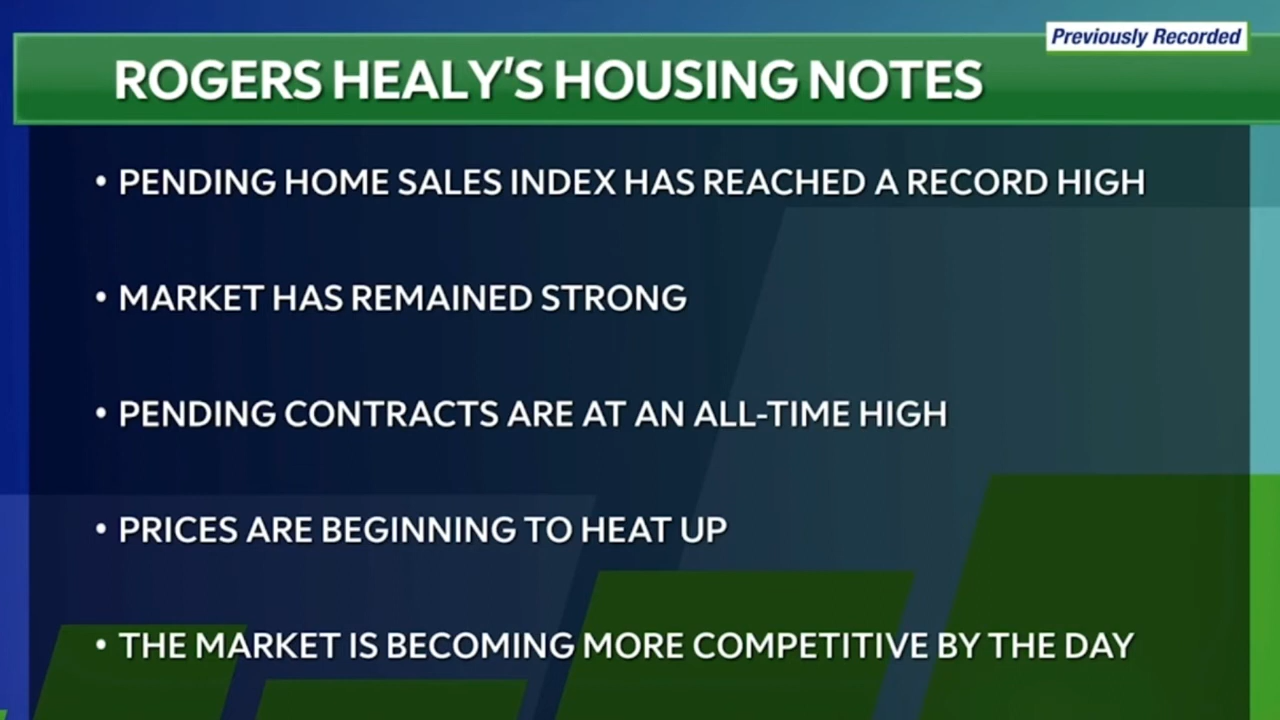 Previously Recorded
ROGERS HEALY'S HOUSING NOTES
• PENDING HOME SALES INDEX HAS REACHED A RECORD HIGH
• MARKET HAS REMAINED STRONG
• PENDING CONTRACTS ARE AT AN ALL-TIME HIGH
• PRICES ARE BEGINNING TO HEAT UP
• THE MARKET IS BECOMING MORE COMPETITIVE BY THE DAY